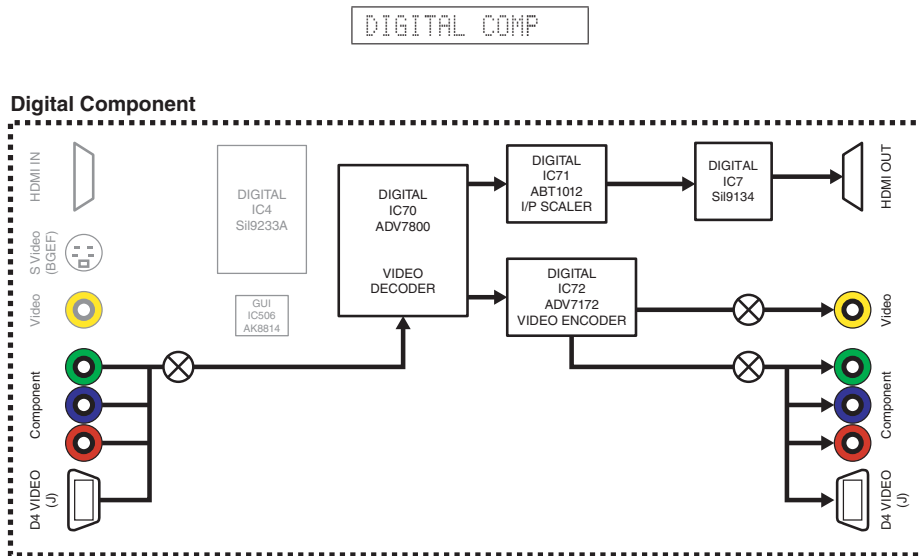 DIGITAL COMP
Digital Component
HDMI IN
S Video
(BGEF)
Video
Component
D4 VIDEO
(J)
DIGITAL
IC4
Sil9233A
GUI
IC506
AK8814
DIGITAL
IC70
ADV7800
VIDEO
DECODER
DIGITAL
IC71
ABT1012
I/P SCALER
DIGITAL
IC72
ADV7172
VIDEO ENCODER
DIGITAL
IC7
Sil9134
HDMI OUT
Video
Component
D4 VIDEO
(J)